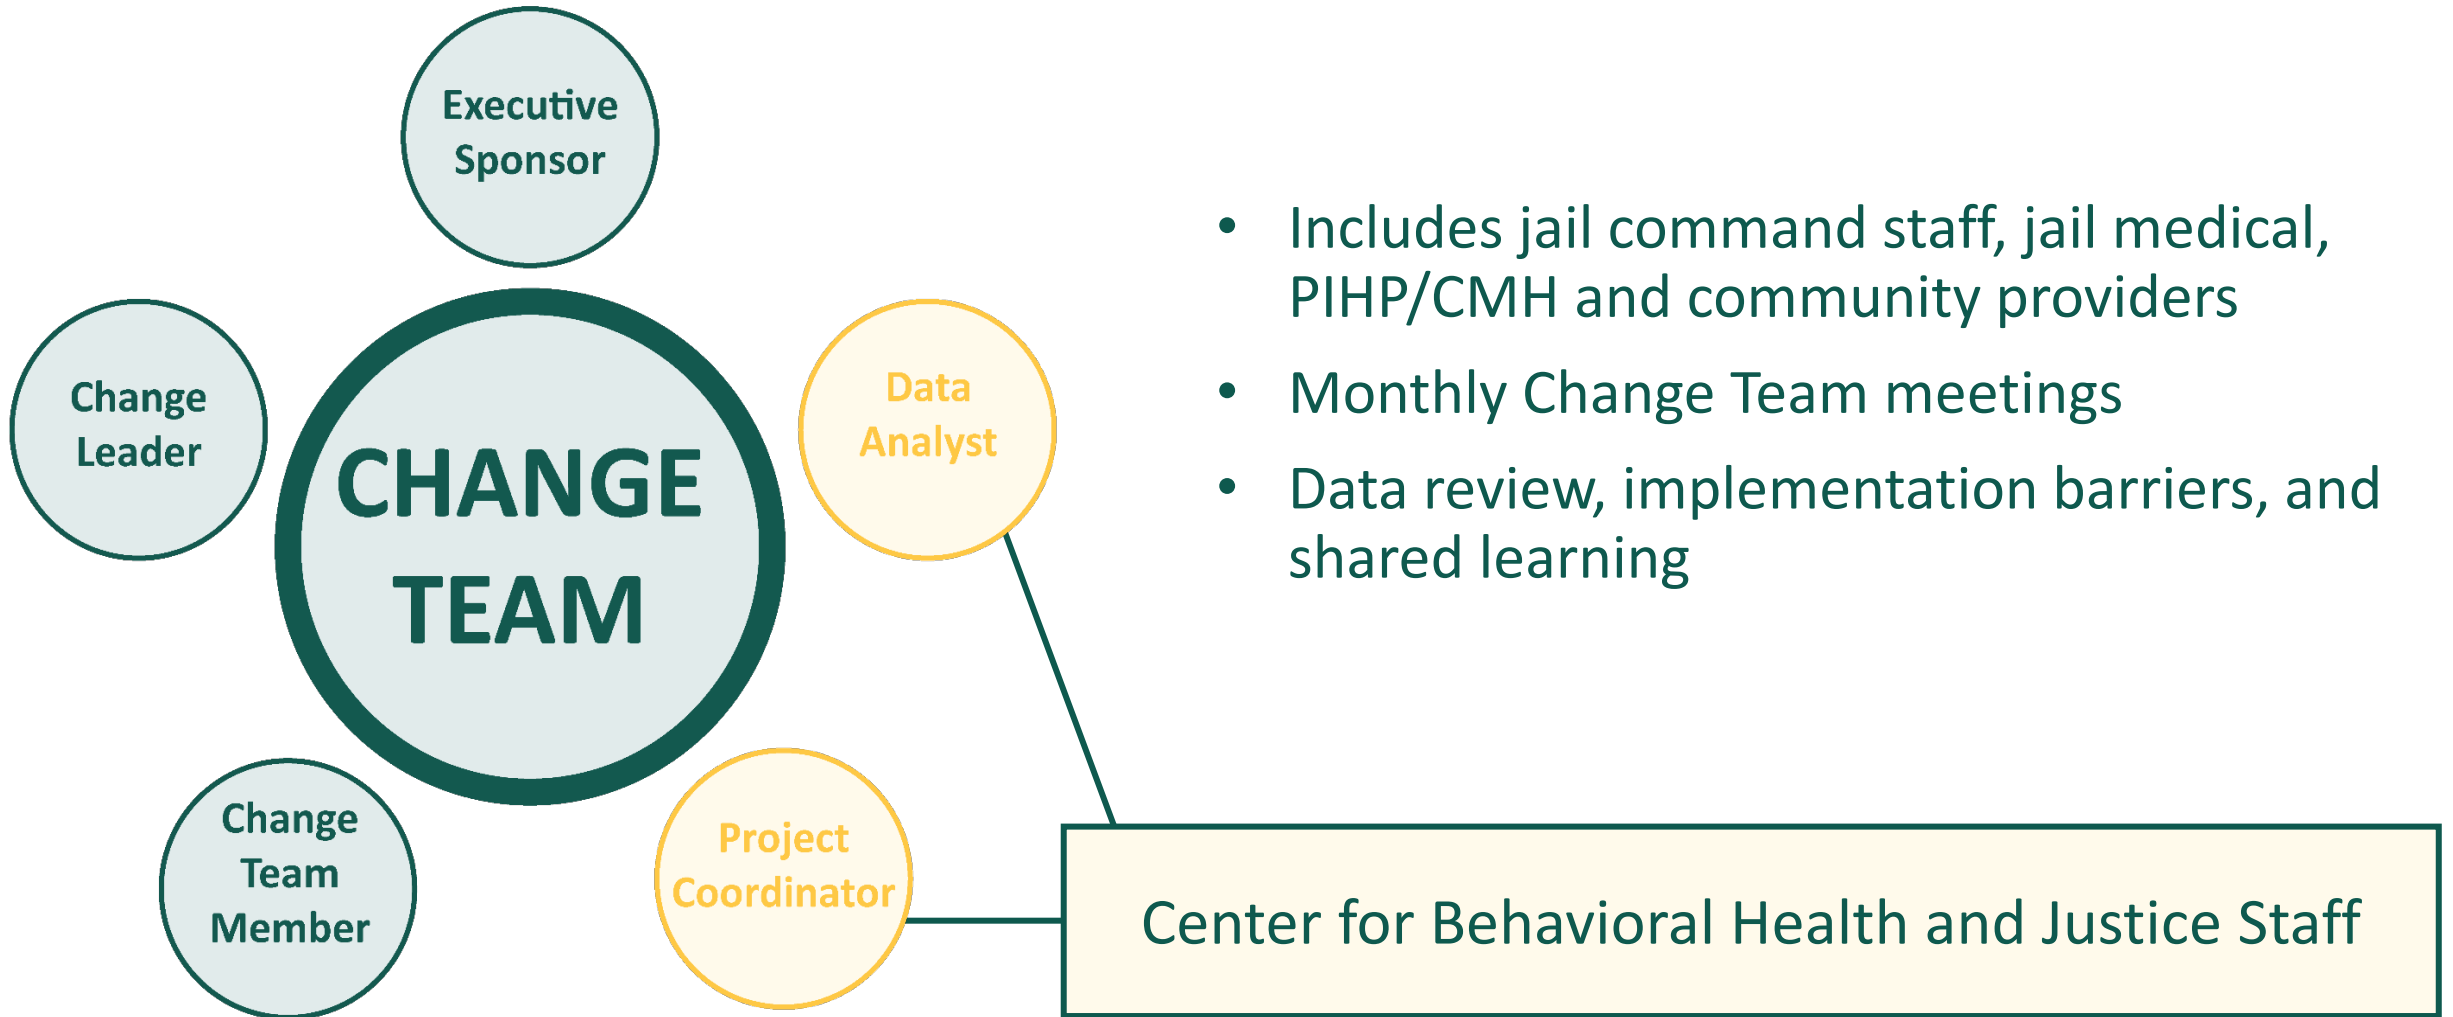 Executive
Sponsor
Change
Leader
CHANGE
TEAM
Data
Analyst
Change
Team
Member
Project
Coordinator
• Includes jail command staff, jail medical,
PIHP/CMH and community providers
• Monthly Change Team meetings
• Data review, implementation barriers, and
shared learning
Center for Behavioral Health and Justice Staff